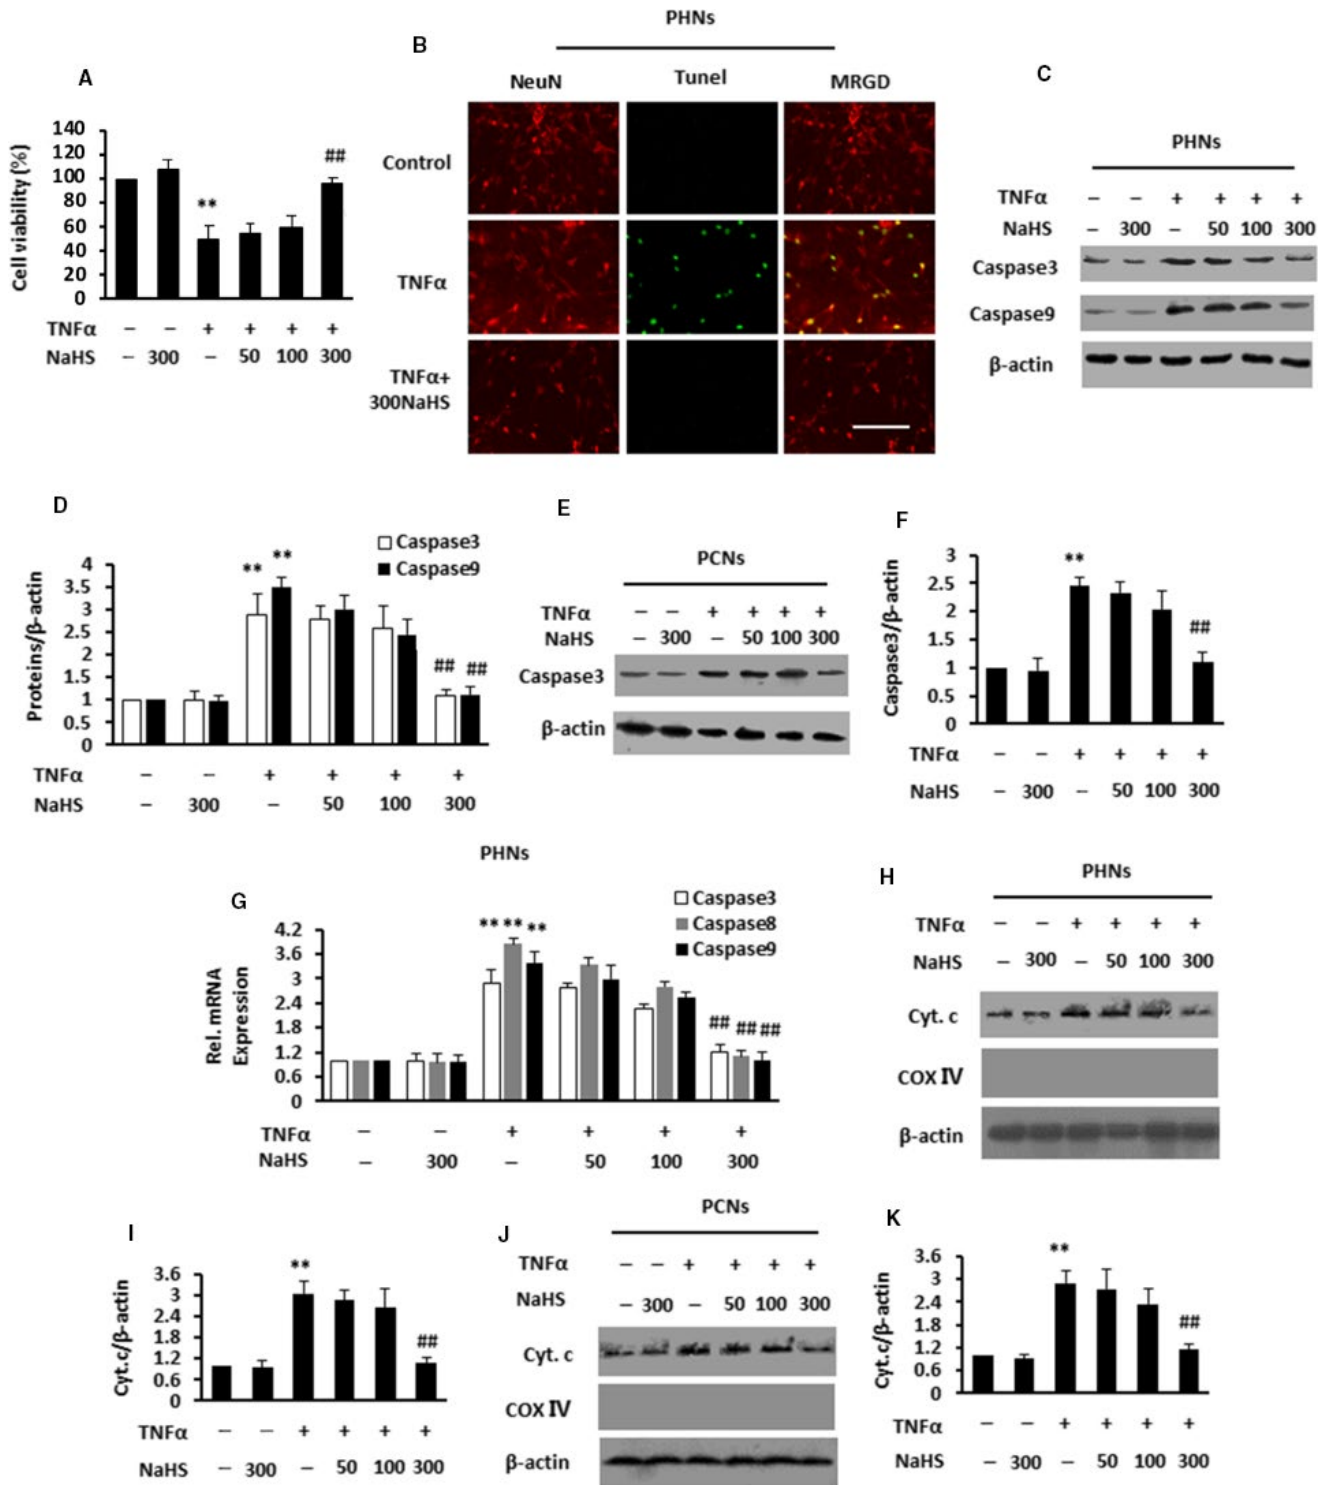 A
Cell viability (%)
140
120
100
80
60
40
20
0
**
##
TNFα – – + + + +
NaHS – 300 – 50 100 300
B
PHNs
NeuN Tunel MRGD
Control
TNFα
TNFα+
300NaHS
C
PHNs
TNFα – – + + + +
NaHS – 300 – 50 100 300
Caspase3
Caspase9
β-actin
D
Proteins/β-actin
4
3.5
3
2.5
2
1.5
1
0.5
0
Caspase3
Caspase9
** **
## ##
TNFα – – + + + +
NaHS – 300 – 50 100 300
E
PCNs
TNFα – – + + + +
NaHS – 300 – 50 100 300
Caspase3
β-actin
F
Caspase3/β-actin
3
2.5
2
1.5
1
0.5
0
**
##
TNFα – – + + + +
NaHS – 300 – 50 100 300
PHNs
G
Rel. mRNA
Expression
4.2
3.6
3
2.4
1.8
1.2
0.6
0
Caspase3
Caspase8
Caspase9
** ** **
## ## ##
TNFα – – + + + +
NaHS – 300 – 50 100 300
H
PHNs
TNFα – – + + + +
NaHS – 300 – 50 100 300
Cyt. c
COX IV
β-actin
I
Cyt.c/β-actin
3.6
3
2.4
1.8
1.2
0.6
0
**
##
TNFα – – + + + +
NaHS – 300 – 50 100 300
J
PCNs
TNFα – – + + + +
NaHS – 300 – 50 100 300
Cyt. c
COX IV
β-actin
K
Cyt.c/β-actin
3.6
3
2.4
1.8
1.2
0.6
0
**
##
TNFα – – + + + +
NaHS – 300 – 50 100 300